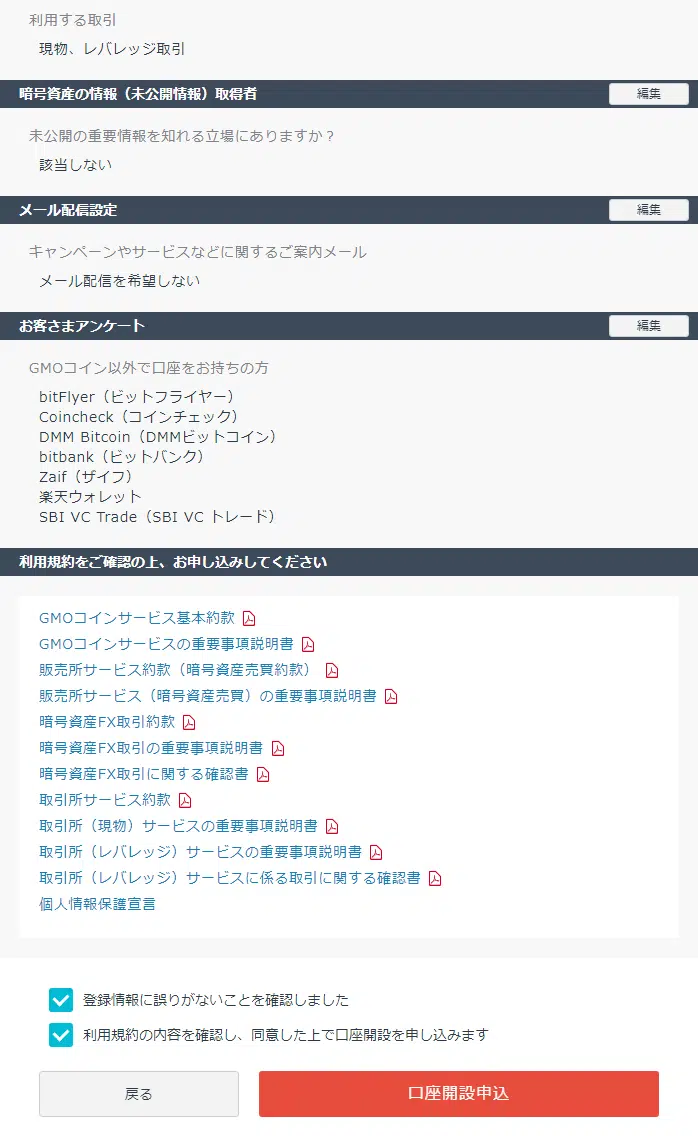 利用する取引
現物、レバレッジ取引
暗号資産の情報（未公開情報）取得者
編集
未公開の重要情報を知れる立場にありますか？
該当しない
メール配信設定
編集
キャンペーンやサービスなどに関するご案内メール
メール配信を希望しない
お客さまアンケート
編集
GMOコイン以外で口座をお持ちの方
bitFlyer（ビットフライヤー）
Coincheck（コインチェック）
DMM Bitcoin（DMMビットコイン）
bitbank（ビットバンク）
Zaif（ザイフ）
楽天ウォレット
SBI VC Trade（SBI VC トレード）
利用規約をご確認の上、お申し込みしてください
GMOコインサービス基本約款
GMOコインサービスの重要事項説明書
販売所サービス約款（暗号資産売買約款）
販売所サービス（暗号資産売買）の重要事項説明書
暗号資産FX取引約款
暗号資産FX取引の重要事項説明書
暗号資産FX取引に関する確認書
取引所サービス約款
取引所（現物）サービスの重要事項説明書
取引所（レバレッジ）サービスの重要事項説明書
取引所（レバレッジ）サービスに係る取引に関する確認書
個人情報保護宣言
登録情報に誤りがないことを確認しました
利用規約の内容を確認し、同意した上で口座開設を申し込みます
戻る
口座開設申込